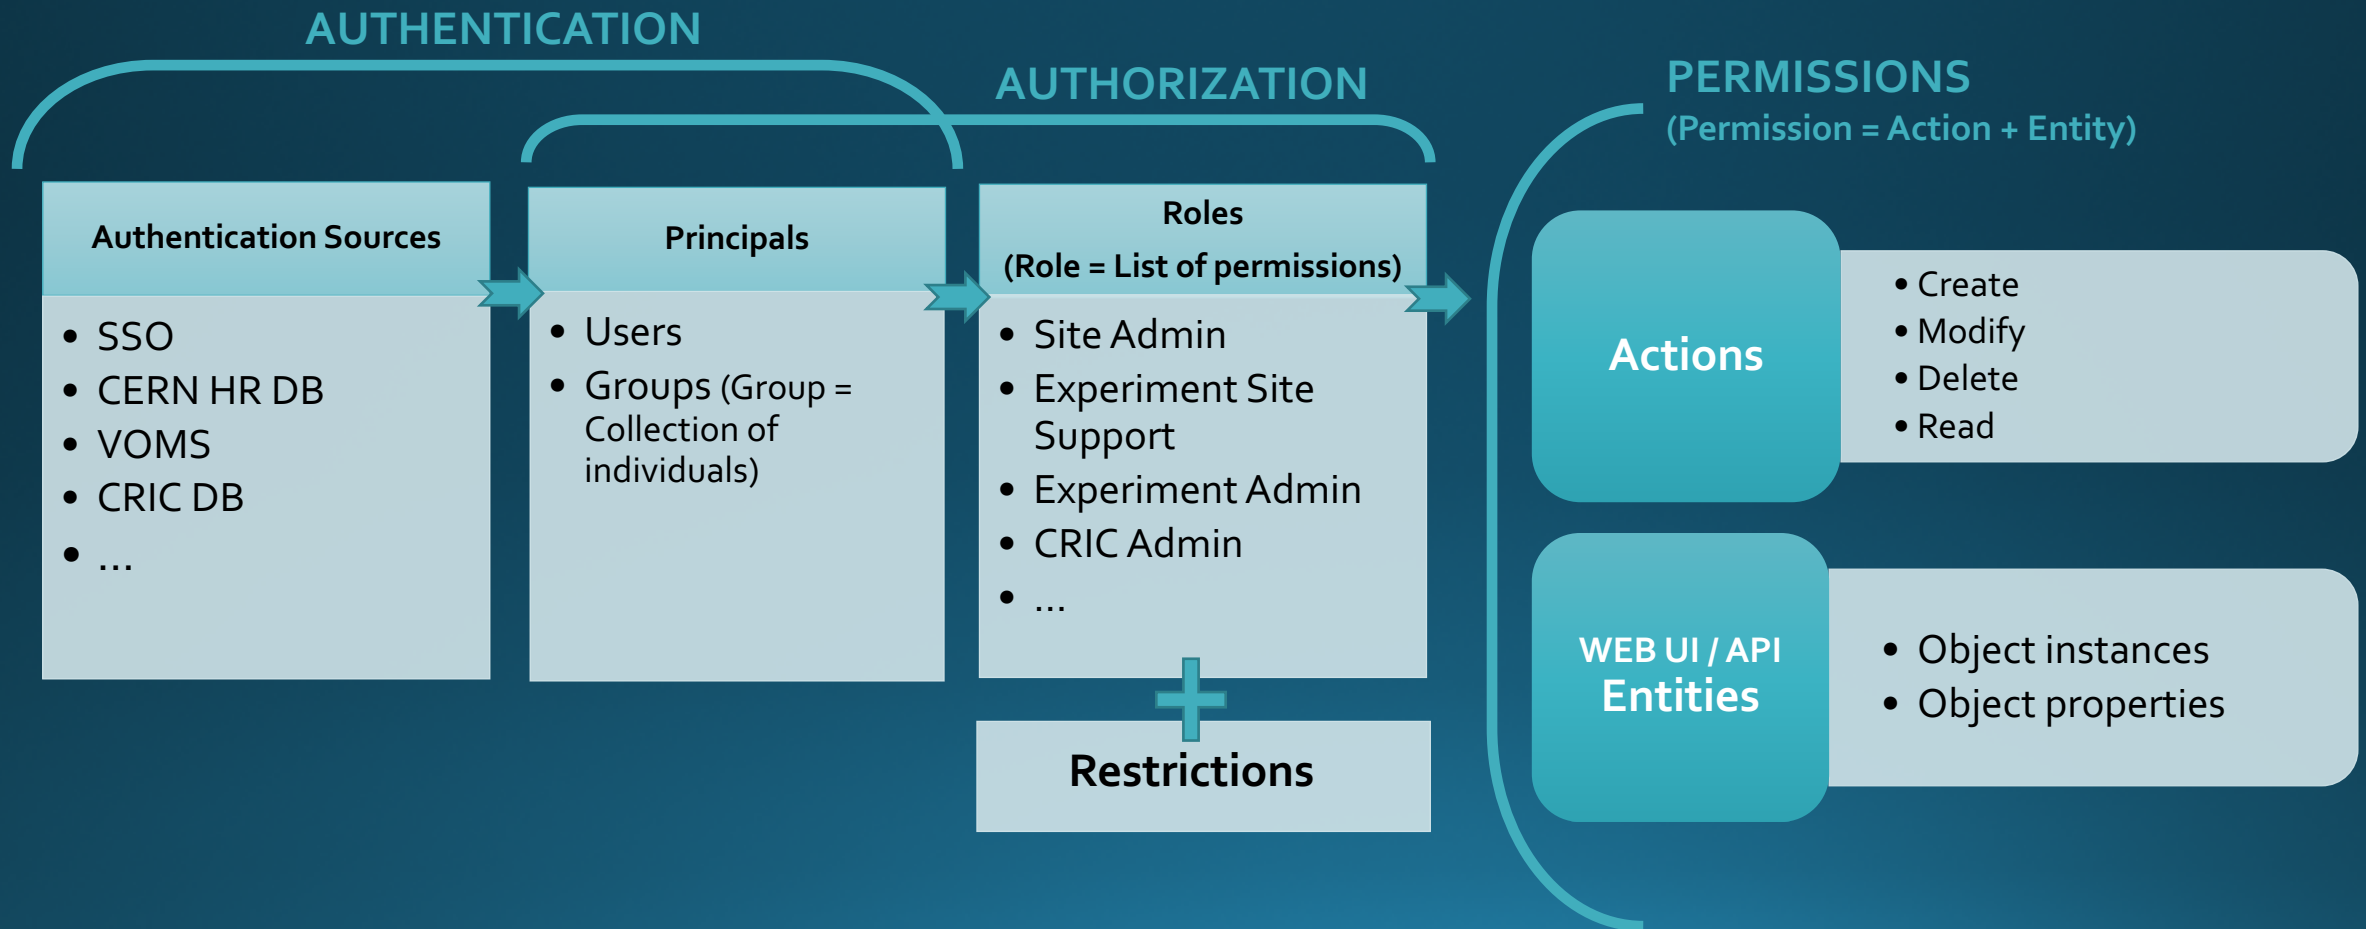 AUTHENTICATION
AUTHORIZATION
PERMISSIONS
(Permission = Action + Entity)
Authentication Sources
• SSO
• CERN HR DB
• VOMS
• CRIC DB
• ...
Principals
• Users
• Groups (Group =
Collection of
individuals)
Roles
(Role = List of permissions)
• Site Admin
• Experiment Site
Support
• Experiment Admin
• CRIC Admin
• ...
Restrictions
Actions
• Create
• Modify
• Delete
• Read
WEB UI / API
Entities
• Object instances
• Object properties